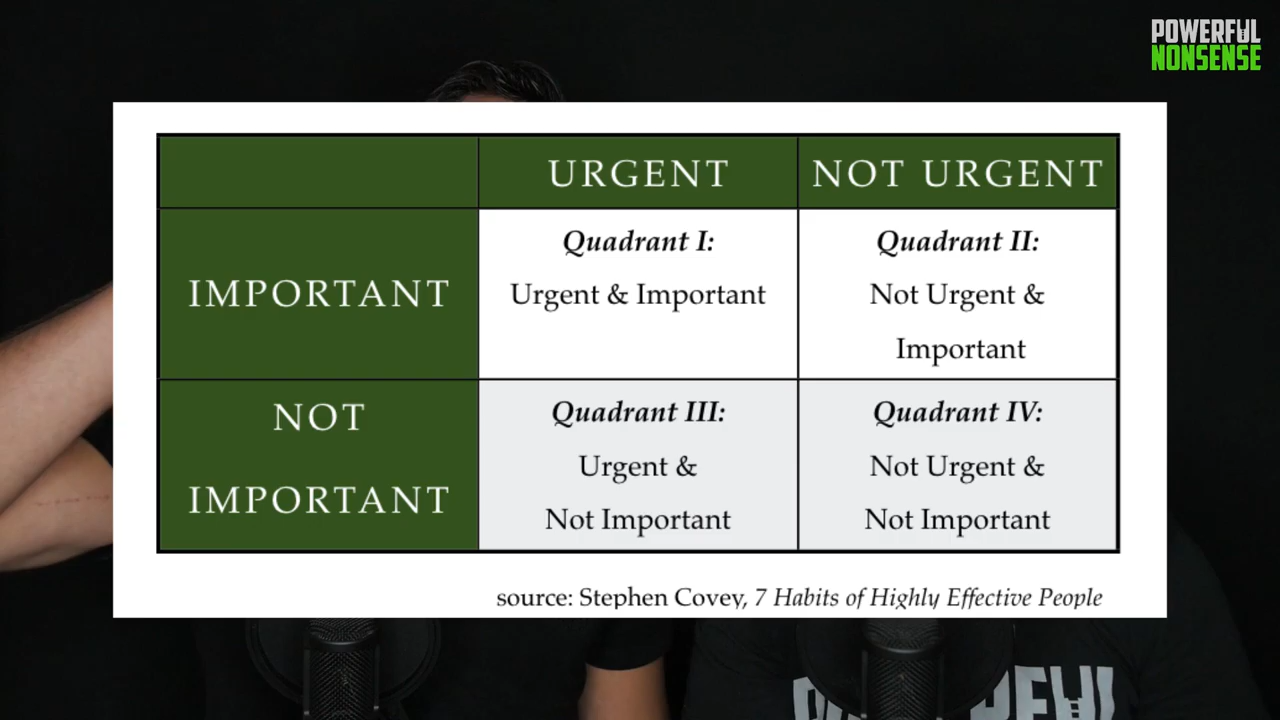 POWERFUL
NONSENSE
URGENT
NOT URGENT
IMPORTANT
Quadrant I:
Urgent & Important
Quadrant II:
Not Urgent &
Important
NOT
IMPORTANT
Quadrant III:
Urgent &
Not Important
Quadrant IV:
Not Urgent &
Not Important
source: Stephen Covey, 7 Habits of Highly Effective People